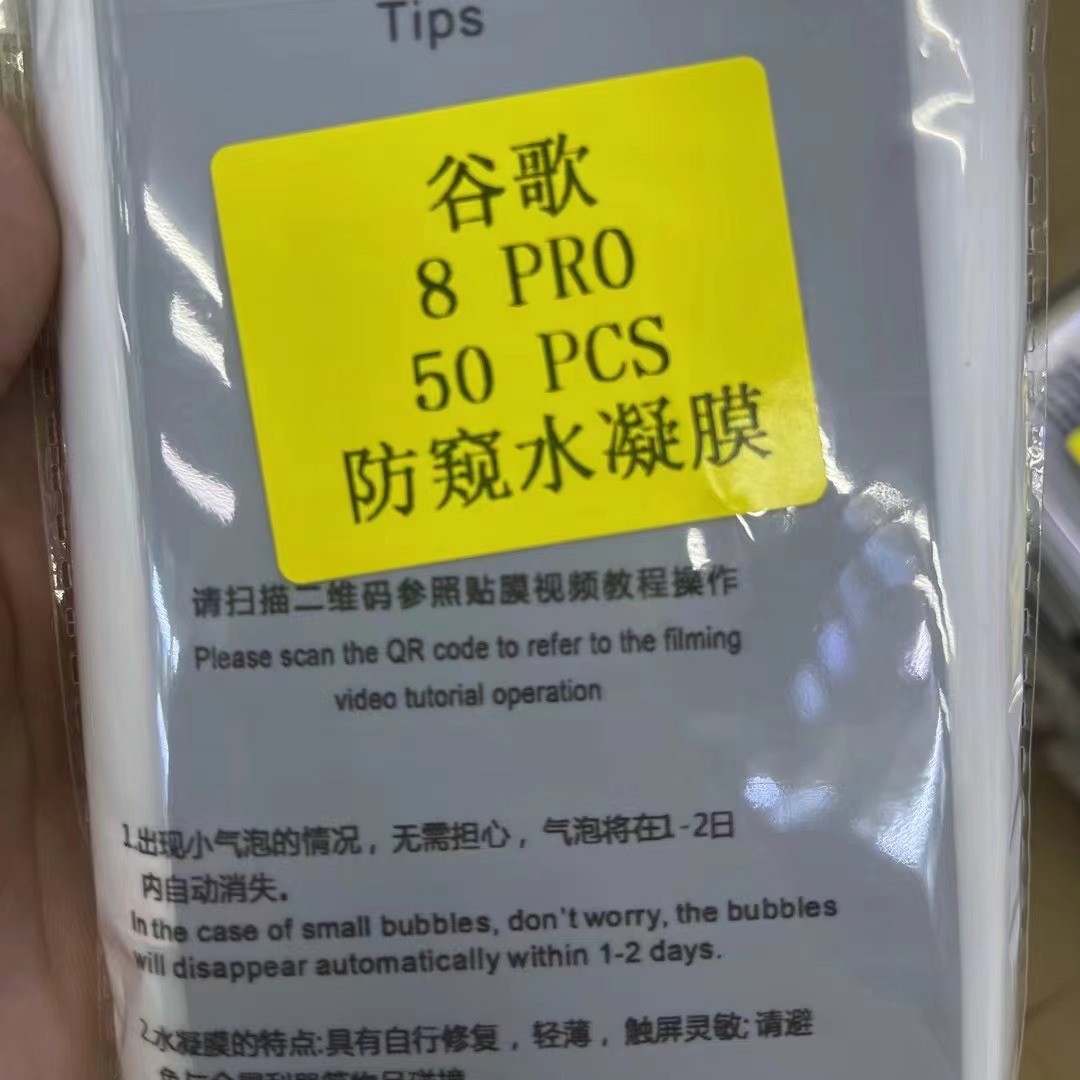 Tips
谷歌
8 PRO
50 PCS
防窥水凝膜
请扫描二维码参照贴膜视频教程操作
Please scan the QR code to refer to the filming
video tutorial operation
1.出现小气泡的情况，无需担心，气泡将在1-2日
内自动消失。
In the case of small bubbles, don't worry, the bubbles
will disappear automatically within 1-2 days.
2.水凝膜的特点:具有自行修复，轻薄，触屏灵敏;请避